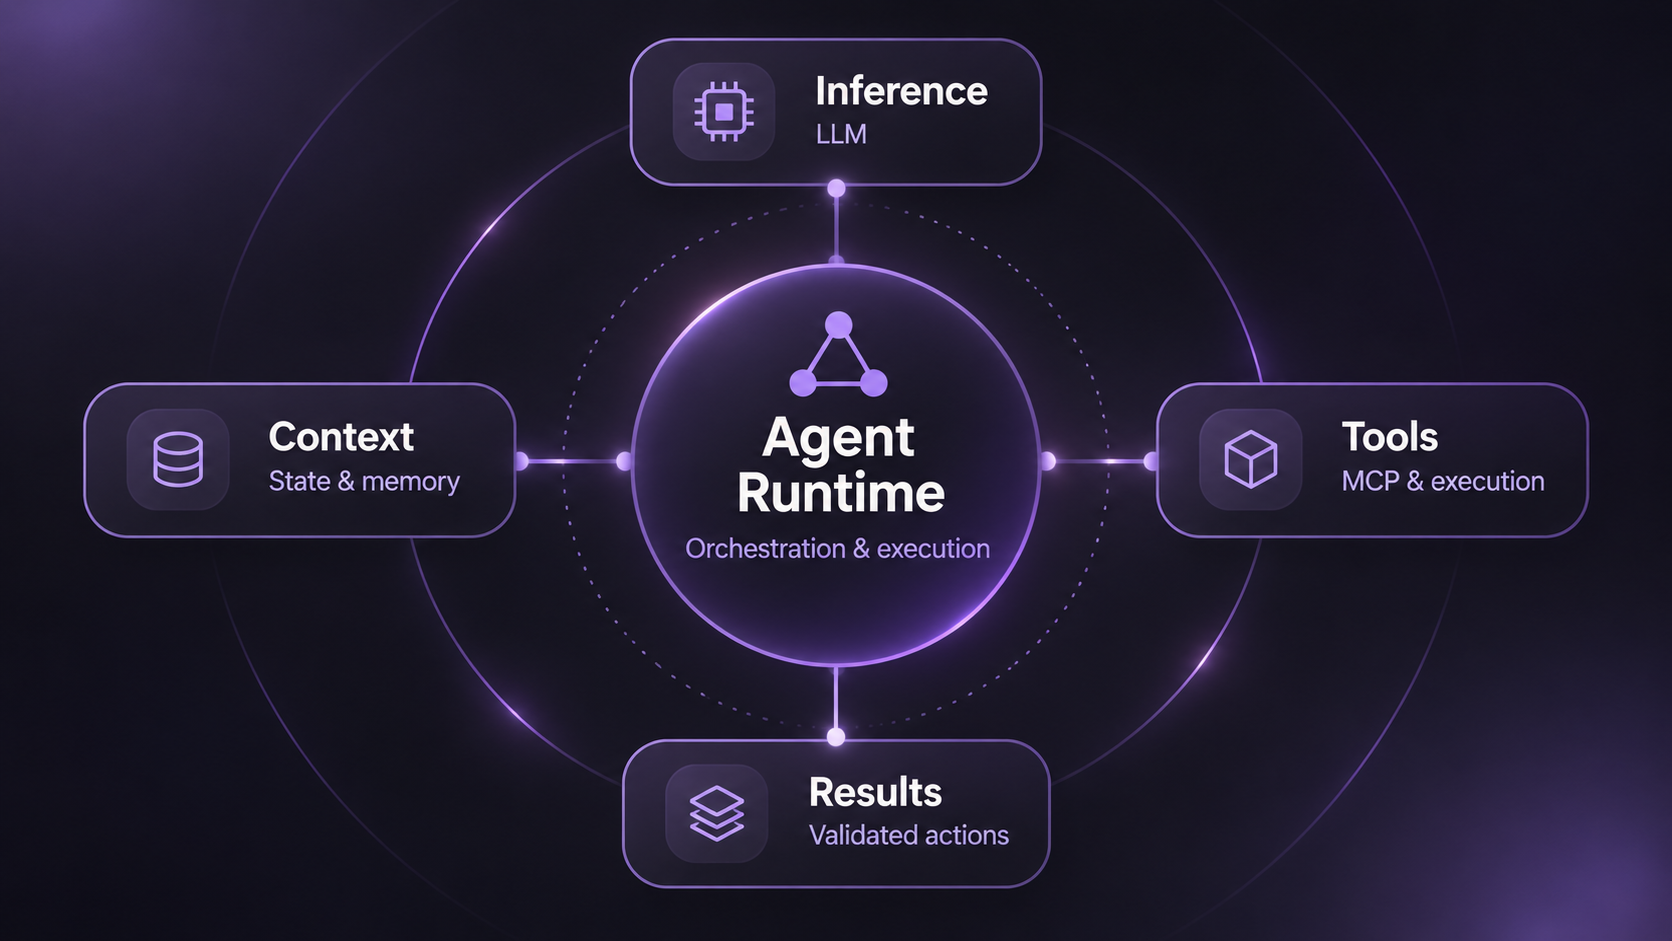 Inference
LLM
Context
State & memory
Agent
Runtime
Orchestration & execution
Tools
MCP & execution
Results
Validated actions